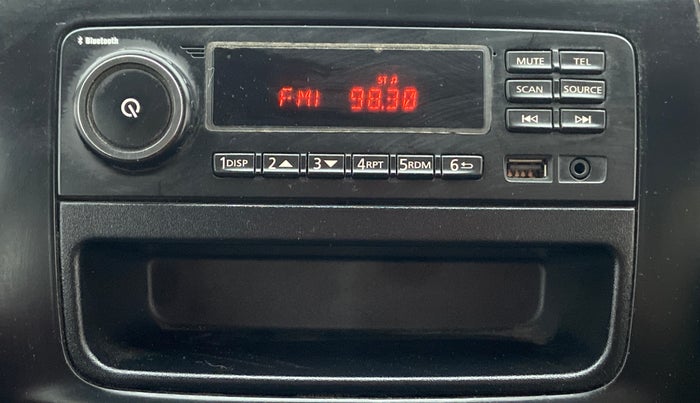 Bluetooth
ST
FM1 98.30
MUTE TEL
SCAN SOURCE
1DISP 2 3 4RPT 5RDM 6